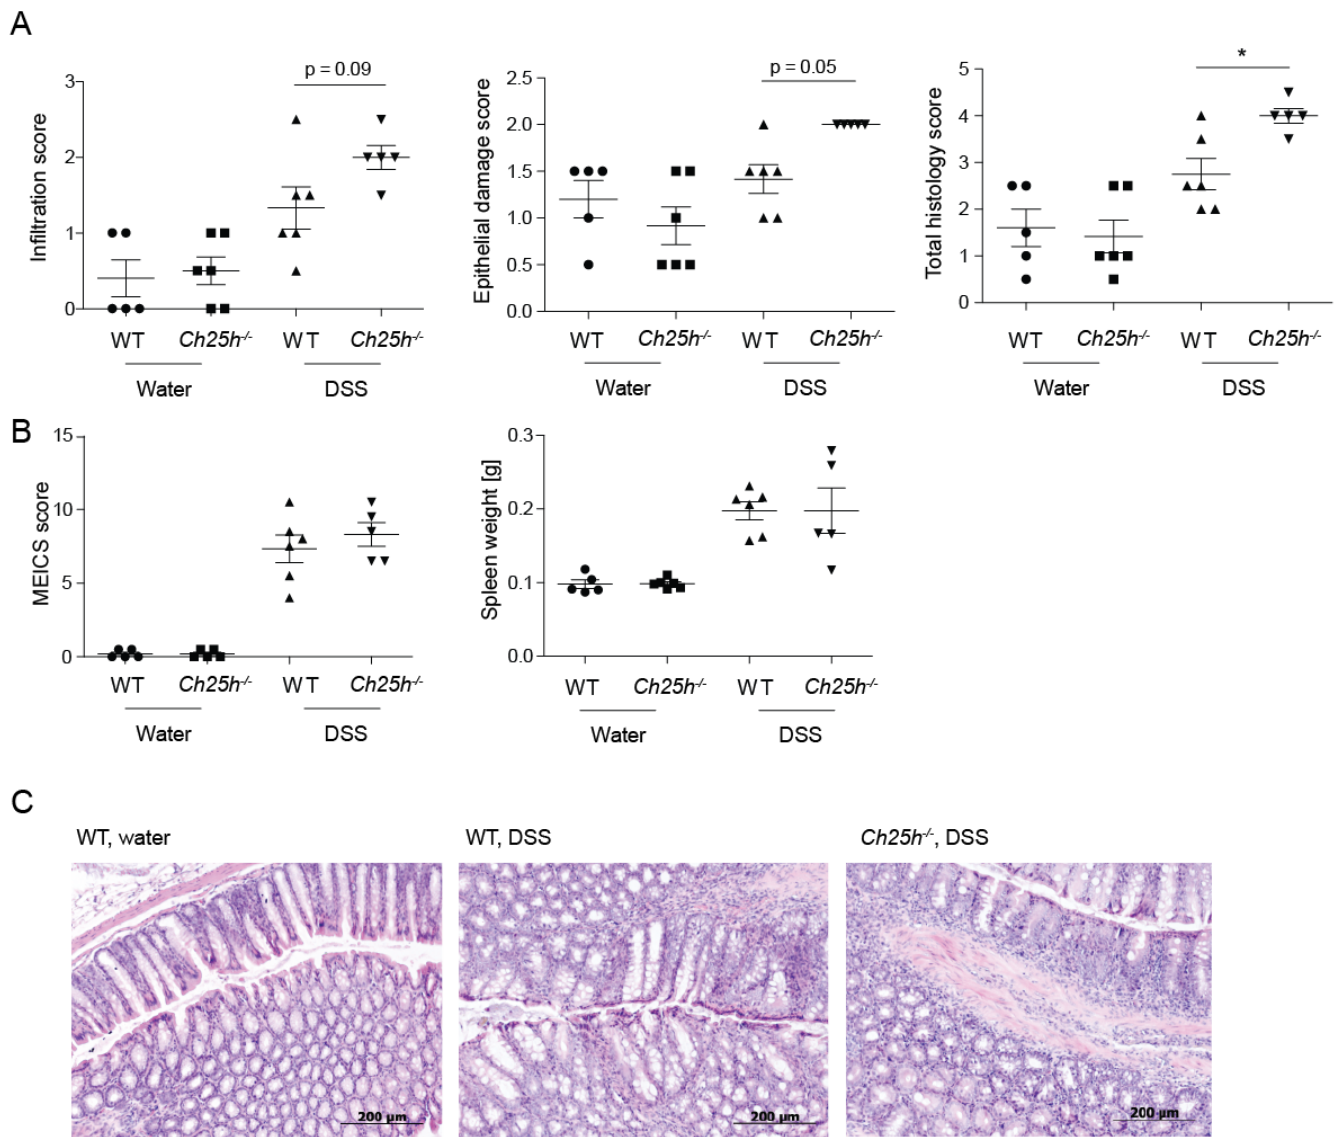 A
Infiltration score
3
2
1
0
p = 0.09
WT Ch25h-/- WT Ch25h-/-
Water DSS
Epithelial damage score
2.5
2.0
1.5
1.0
0.5
0.0
p = 0.05
WT Ch25h-/- WT Ch25h-/-
Water DSS
Total histology score
5
4
3
2
1
0
*
WT Ch25h-/- WT Ch25h-/-
Water DSS
B
MEICS score
15
10
5
0
WT Ch25h-/- WT Ch25h-/-
Water DSS
Spleen weight [g]
0.3
0.2
0.1
0.0
WT Ch25h-/- WT Ch25h-/-
Water DSS
C
WT, water
WT, DSS
Ch25h-/-, DSS
200 µm
200 µm
200 µm